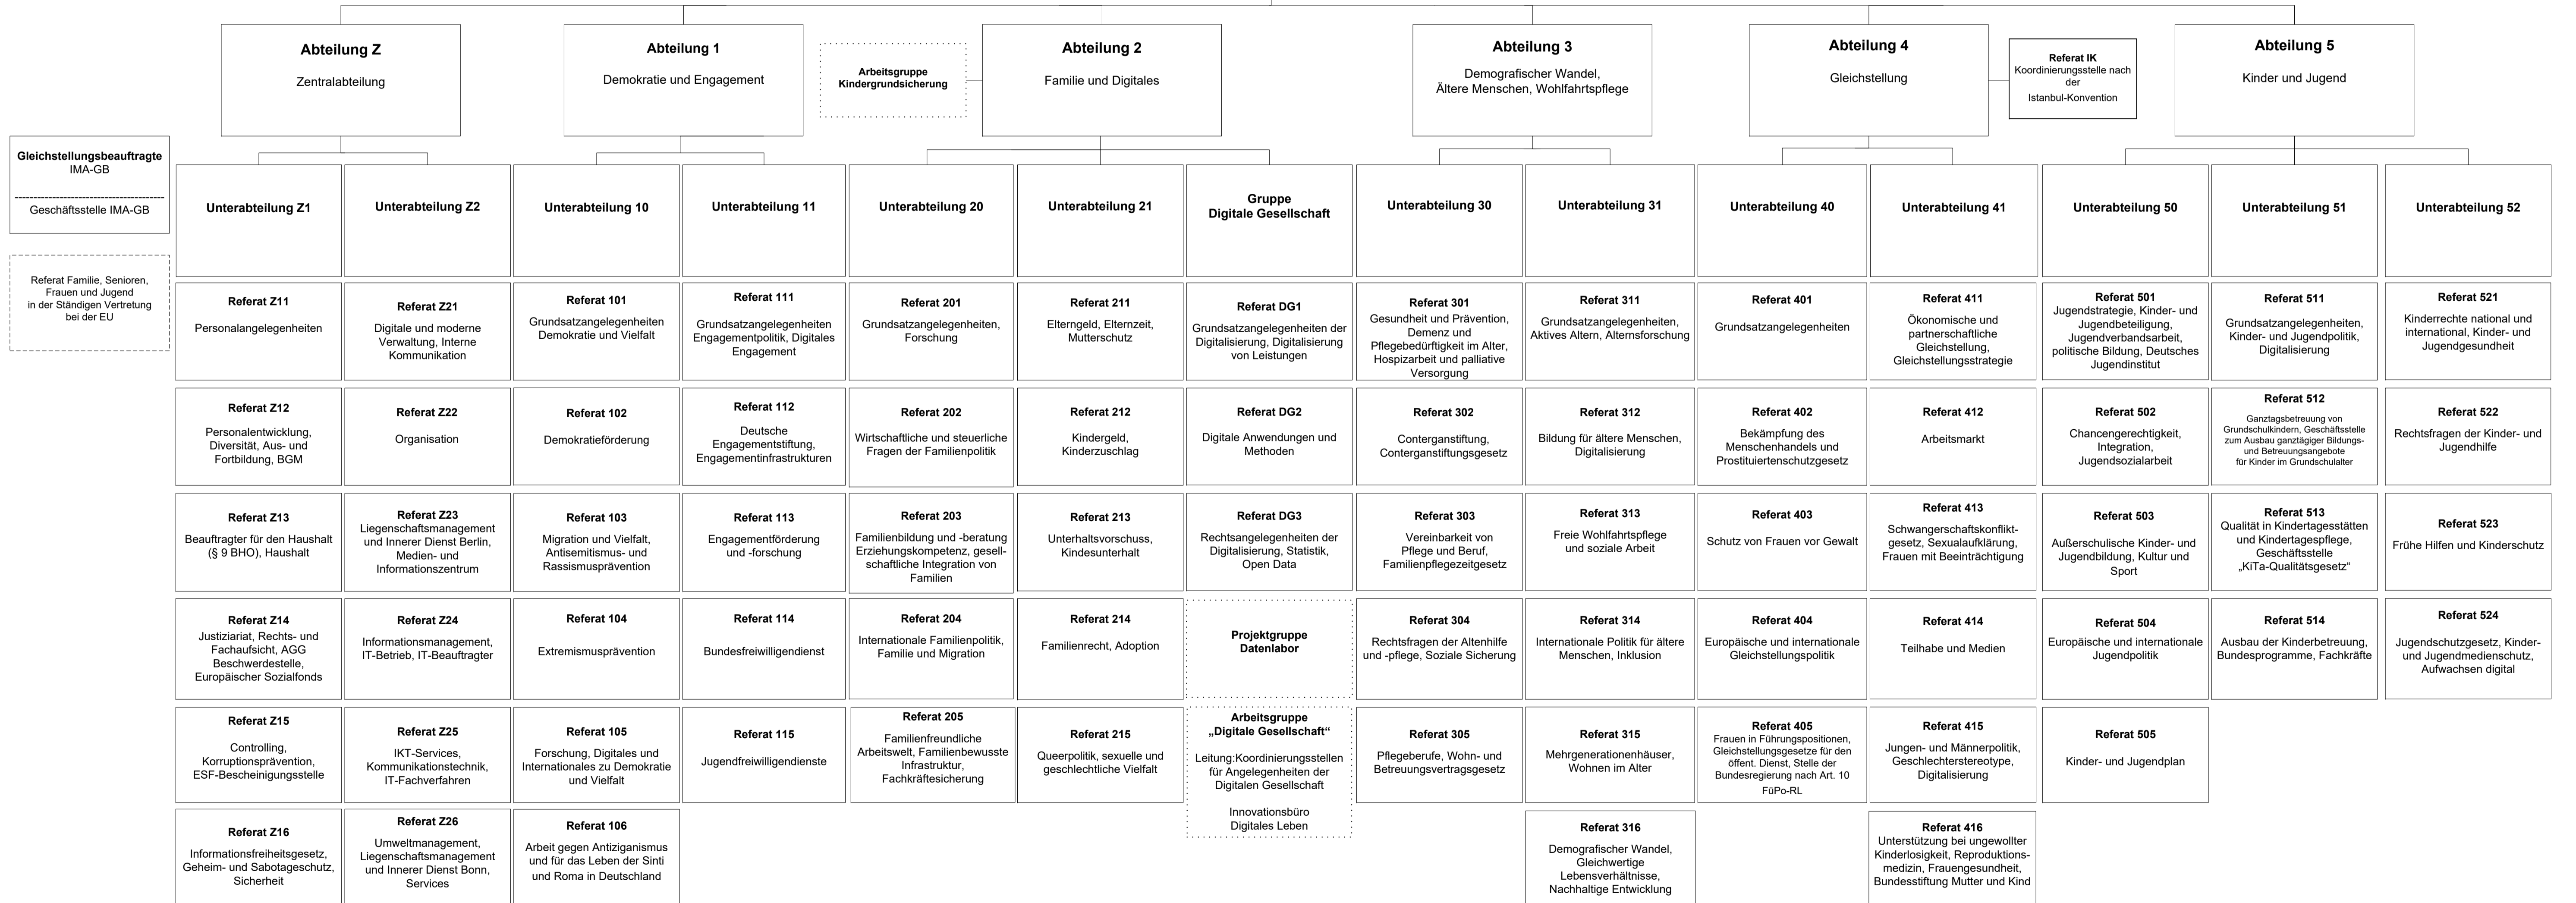 Abteilung Z
Zentralabteilung
Abteilung 1
Demokratie und Engagement
Arbeitsgruppe
Kindergrundsicherung
Abteilung 2
Familie und Digitales
Abteilung 3
Demografischer Wandel,
Ältere Menschen, Wohlfahrtspflege
Abteilung 4
Gleichstellung
Referat IK
Koordinierungsstelle nach
der
Istanbul-Konvention
Abteilung 5
Kinder und Jugend
Gleichstellungsbeauftragte
IMA-GB
----------------------------------------
Geschäftsstelle IMA-GB
Referat Familie, Senioren,
Frauen und Jugend
in der Ständigen Vertretung
bei der EU
Unterabteilung Z1
Referat Z11
Personalangelegenheiten
Referat Z12
Personalentwicklung,
Diversität, Aus- und
Fortbildung, BGM
Referat Z13
Beauftragter für den Haushalt
(§ 9 BHO), Haushalt
Referat Z14
Justiziariat, Rechts- und
Fachaufsicht, AGG
Beschwerdestelle,
Europäischer Sozialfonds
Referat Z15
Controlling,
Korruptionsprävention,
ESF-Bescheinigungsstelle
Referat Z16
Informationsfreiheitsgesetz,
Geheim- und Sabotageschutz,
Sicherheit
Unterabteilung Z2
Referat Z21
Digitale und moderne
Verwaltung, Interne
Kommunikation
Referat Z22
Organisation
Referat Z23
Liegenschaftsmanagement
und Innerer Dienst Berlin,
Medien- und
Informationszentrum
Referat Z24
Informationsmanagement,
IT-Betrieb, IT-Beauftragter
Referat Z25
IKT-Services,
Kommunikationstechnik,
IT-Fachverfahren
Referat Z26
Umweltmanagement,
Liegenschaftsmanagement
und Innerer Dienst Bonn,
Services
Unterabteilung 10
Referat 101
Grundsatzangelegenheiten
Demokratie und Vielfalt
Referat 102
Demokratieförderung
Referat 103
Migration und Vielfalt,
Antisemitismus- und
Rassismusprävention
Referat 104
Extremismusprävention
Referat 105
Forschung, Digitales und
Internationales zu Demokratie
und Vielfalt
Referat 106
Arbeit gegen Antiziganismus
und für das Leben der Sinti
und Roma in Deutschland
Unterabteilung 11
Referat 111
Grundsatzangelegenheiten
Engagementpolitik, Digitales
Engagement
Referat 112
Deutsche
Engagementstiftung,
Engagementinfrastrukturen
Referat 113
Engagementförderung
und -forschung
Referat 114
Bundesfreiwilligendienst
Referat 115
Jugendfreiwilligendienste
Unterabteilung 20
Referat 201
Grundsatzangelegenheiten,
Forschung
Referat 202
Wirtschaftliche und steuerliche
Fragen der Familienpolitik
Referat 203
Familienbildung und -beratung
Erziehungskompetenz, gesell-
schaftliche Integration von
Familien
Referat 204
Internationale Familienpolitik,
Familie und Migration
Referat 205
Familienfreundliche
Arbeitswelt, Familienbewusste
Infrastruktur,
Fachkräftesicherung
Unterabteilung 21
Referat 211
Elterngeld, Elternzeit,
Mutterschutz
Referat 212
Kindergeld,
Kinderzuschlag
Referat 213
Unterhaltsvorschuss,
Kindesunterhalt
Referat 214
Familienrecht, Adoption
Referat 215
Queerpolitik, sexuelle und
geschlechtliche Vielfalt
Gruppe
Digitale Gesellschaft
Referat DG1
Grundsatzangelegenheiten der
Digitalisierung, Digitalisierung
von Leistungen
Referat DG2
Digitale Anwendungen und
Methoden
Referat DG3
Rechtsangelegenheiten der
Digitalisierung, Statistik,
Open Data
Projektgruppe
Datenlabor
Arbeitsgruppe
„Digitale Gesellschaft“
Leitung:Koordinierungsstellen
für Angelegenheiten der
Digitalen Gesellschaft
Innovationsbüro
Digitales Leben
Unterabteilung 30
Referat 301
Gesundheit und Prävention,
Demenz und
Pflegebedürftigkeit im Alter,
Hospizarbeit und palliative
Versorgung
Referat 302
Conterganstiftung,
Conterganstiftungsgesetz
Referat 303
Vereinbarkeit von
Pflege und Beruf,
Familienpflegezeitgesetz
Referat 304
Rechtsfragen der Altenhilfe
und -pflege, Soziale Sicherung
Referat 305
Pflegeberufe, Wohn- und
Betreuungsvertragsgesetz
Unterabteilung 31
Referat 311
Grundsatzangelegenheiten,
Aktives Altern, Alternsforschung
Referat 312
Bildung für ältere Menschen,
Digitalisierung
Referat 313
Freie Wohlfahrtspflege
und soziale Arbeit
Referat 314
Internationale Politik für ältere
Menschen, Inklusion
Referat 315
Mehrgenerationenhäuser,
Wohnen im Alter
Referat 316
Demografischer Wandel,
Gleichwertige
Lebensverhältnisse,
Nachhaltige Entwicklung
Unterabteilung 40
Referat 401
Grundsatzangelegenheiten
Referat 402
Bekämpfung des
Menschenhandels und
Prostituiertenschutzgesetz
Referat 403
Schutz von Frauen vor Gewalt
Referat 404
Europäische und internationale
Gleichstellungspolitik
Referat 405
Frauen in Führungspositionen,
Gleichstellungsgesetze für den
öffent. Dienst, Stelle der
Bundesregierung nach Art. 10
FüPo-RL
Unterabteilung 41
Referat 411
Ökonomische und
partnerschaftliche
Gleichstellung,
Gleichstellungsstrategie
Referat 412
Arbeitsmarkt
Referat 413
Schwangerschaftskonflikt-
gesetz, Sexualaufklärung,
Frauen mit Beeinträchtigung
Referat 414
Teilhabe und Medien
Referat 415
Jungen- und Männerpolitik,
Geschlechterstereotype,
Digitalisierung
Referat 416
Unterstützung bei ungewollter
Kinderlosigkeit, Reproduktions-
medizin, Frauengesundheit,
Bundesstiftung Mutter und Kind
Unterabteilung 50
Referat 501
Jugendstrategie, Kinder- und
Jugendbeteiligung,
Jugendverbandsarbeit,
politische Bildung, Deutsches
Jugendinstitut
Referat 502
Chancengerechtigkeit,
Integration,
Jugendsozialarbeit
Referat 503
Außerschulische Kinder- und
Jugendbildung, Kultur und
Sport
Referat 504
Europäische und internationale
Jugendpolitik
Referat 505
Kinder- und Jugendplan
Unterabteilung 51
Referat 511
Grundsatzangelegenheiten,
Kinder- und Jugendpolitik,
Digitalisierung
Referat 512
Ganztagsbetreuung von
Grundschulkindern, Geschäftsstelle
zum Ausbau ganztägiger Bildungs-
und Betreuungsangebote
für Kinder im Grundschulalter
Referat 513
Qualität in Kindertagesstätten
und Kindertagespflege,
Geschäftsstelle
„KiTa-Qualitätsgesetz“
Referat 514
Ausbau der Kinderbetreuung,
Bundesprogramme, Fachkräfte
Unterabteilung 52
Referat 521
Kinderrechte national und
international, Kinder- und
Jugendgesundheit
Referat 522
Rechtsfragen der Kinder- und
Jugendhilfe
Referat 523
Frühe Hilfen und Kinderschutz
Referat 524
Jugendschutzgesetz, Kinder-
und Jugendmedienschutz,
Aufwachsen digital